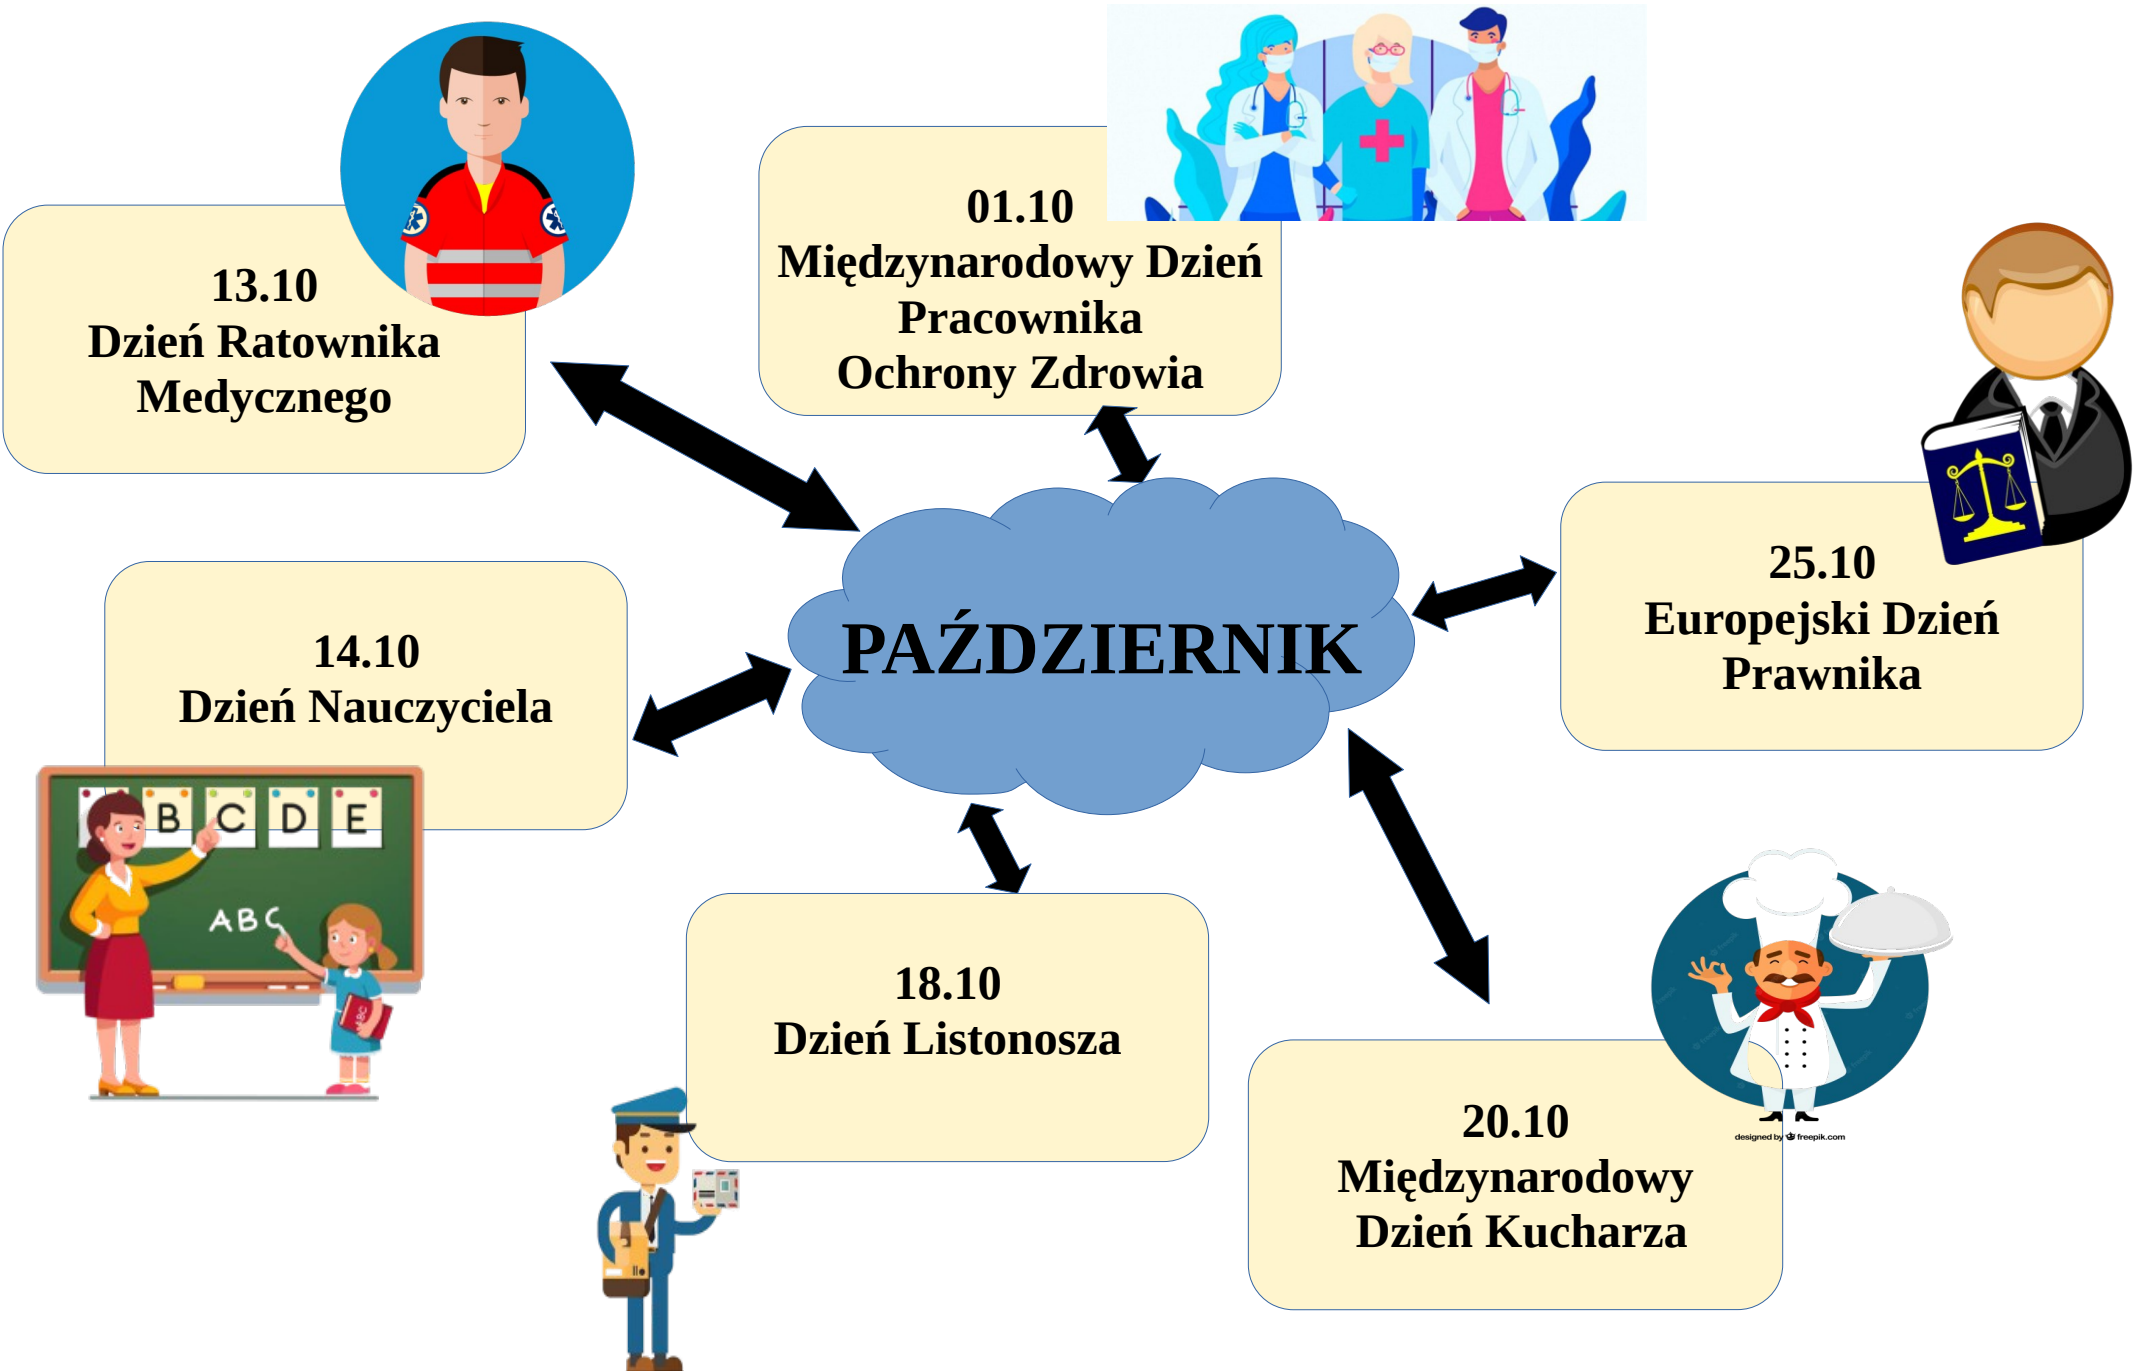 01.10
Międzynarodowy Dzień
Pracownika
Ochrony Zdrowia
13.10
Dzień Ratownika
Medycznego
25.10
Europejski Dzień
Prawnika
PAŹDZIERNIK
14.10
Dzień Nauczyciela
B C D E
ABC
ABC
18.10
Dzień Listonosza
20.10
Międzynarodowy
Dzień Kucharza
designed by freepik.com